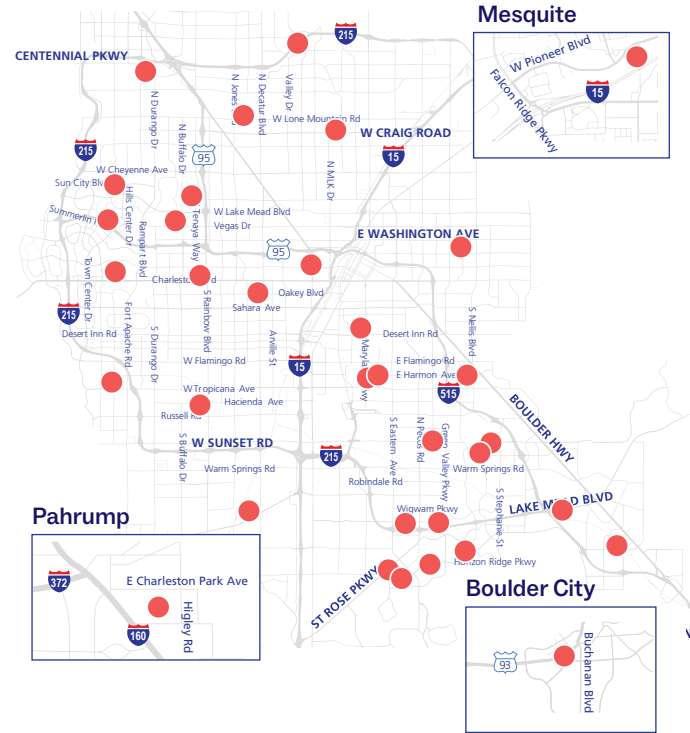 Mesquite
W Pioneer Blvd
Falcon Ridge Pkwy
15
215
CENTENNIAL PKWY
N Durango Dr
N Buffalo Dr
N Jones
N Decatur Blvd
Valley Dr
W Lone Mountain Rd
W CRAIG ROAD
215
95
15
N MLK Dr
W Cheyenne Ave
Sun City
Summerlin
Hills Center Dr
Rampart Blvd
Tenaya Way
W Lake Mead Blvd
Vegas Dr
E WASHINGTON AVE
95
Town Center Dr
Charleston
Oakey Blvd
Sahara Ave
215
Desert Inn Rd
Fort Apache Rd
S Durango Dr
S Rainbow Blvd
Arville St
Desert Inn Rd
S Nellis Blvd
W Flamingo Rd
15
E Flamingo Rd
E Harmon Ave
515
W Tropicana Ave
Hacienda Ave
Russell Rd
BOULDER HWY
W SUNSET RD
S Buffalo Dr
215
S Eastern Ave
N Pecos Rd
Green Valley Pkwy
Warm Springs Rd
Warm Springs Rd
Robindale Rd
S Stephanie St
Wigwam Pkwy
LAKE MEAD BLVD
Horizon Ridge Pkwy
ST ROSE PKWY
Pahrump
372
E Charleston Park Ave
160
Higley Rd
Boulder City
93
Buchanan Blvd